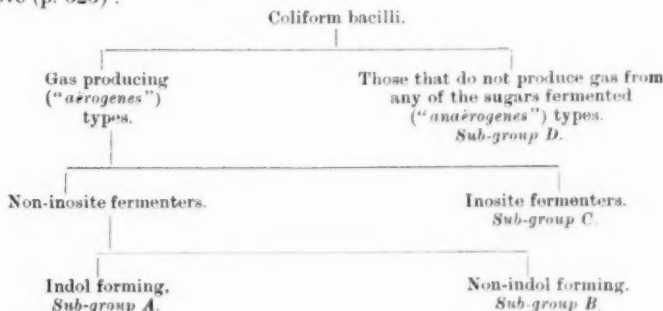 Coliform bacilli.
Gas producing
("aërogenes")
types.
Those that do not produce gas from
any of the sugars fermented
("anaërogenes") types.
Sub-group D.
Non-inosite fermenters.
Inosite fermenters.
Sub-group C.
Indol forming,
Sub-group A.
Non-indol forming.
Sub-group B.